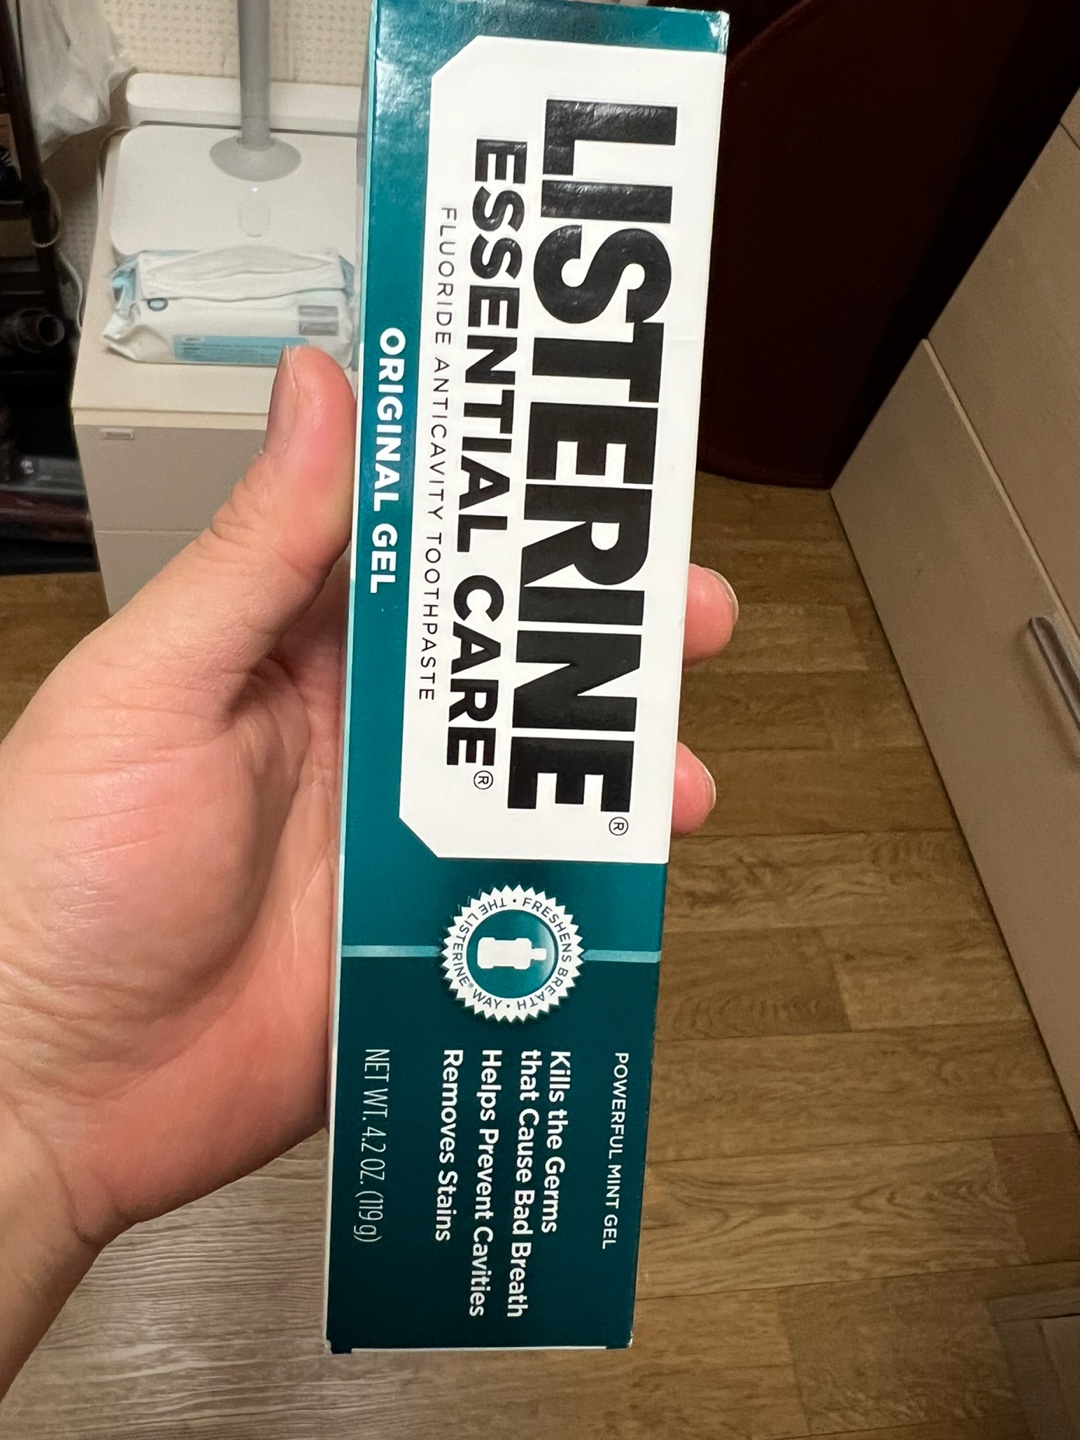 LISTERINE®
ESSENTIAL CARE®
FLUORIDE ANTICAVITY TOOTHPASTE
ORIGINAL GEL
FRESHENS BREATH • THE LISTERINE® WAY •
POWERFUL MINT GEL
Kills the Germs
that Cause Bad Breath
Helps Prevent Cavities
Removes Stains
NET WT. 4.2 OZ. (119 g)